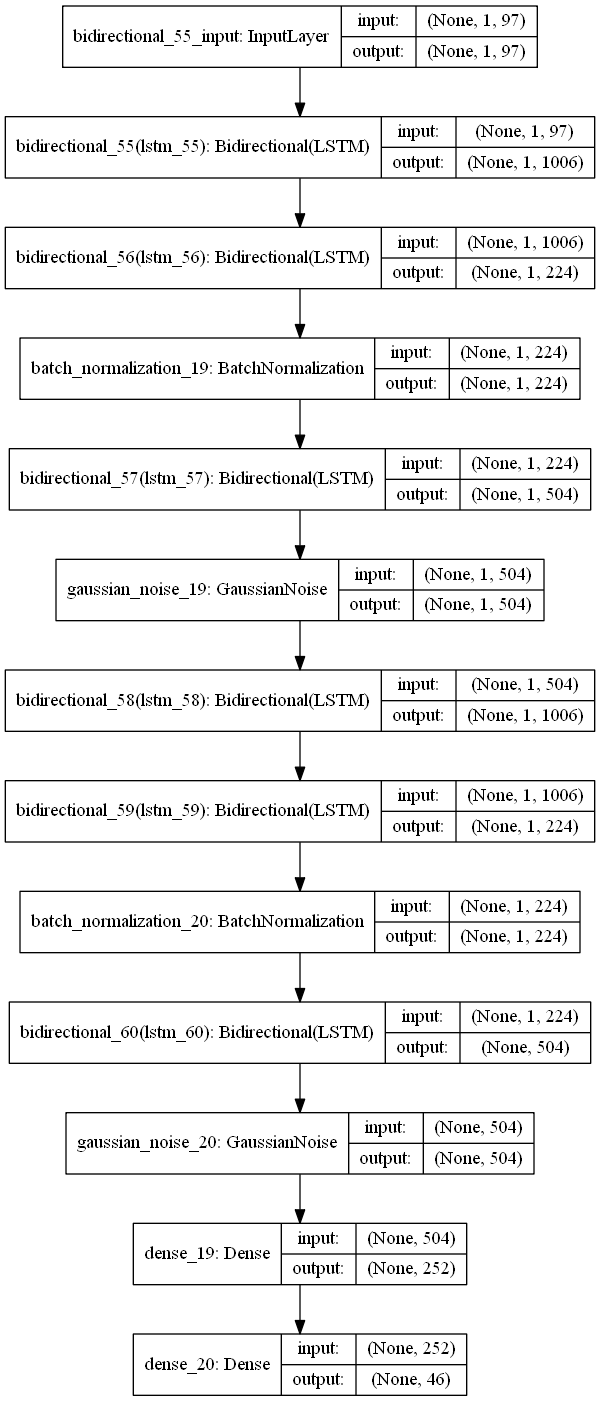 bidirectional_55_input: InputLayer
input: (None, 1, 97)
output: (None, 1, 97)
bidirectional_55(lstm_55): Bidirectional(LSTM)
input: (None, 1, 97)
output: (None, 1, 1006)
bidirectional_56(lstm_56): Bidirectional(LSTM)
input: (None, 1, 1006)
output: (None, 1, 224)
batch_normalization_19: BatchNormalization
input: (None, 1, 224)
output: (None, 1, 224)
bidirectional_57(lstm_57): Bidirectional(LSTM)
input: (None, 1, 224)
output: (None, 1, 504)
gaussian_noise_19: GaussianNoise
input: (None, 1, 504)
output: (None, 1, 504)
bidirectional_58(lstm_58): Bidirectional(LSTM)
input: (None, 1, 504)
output: (None, 1, 1006)
bidirectional_59(lstm_59): Bidirectional(LSTM)
input: (None, 1, 1006)
output: (None, 1, 224)
batch_normalization_20: BatchNormalization
input: (None, 1, 224)
output: (None, 1, 224)
bidirectional_60(lstm_60): Bidirectional(LSTM)
input: (None, 1, 224)
output: (None, 504)
gaussian_noise_20: GaussianNoise
input: (None, 504)
output: (None, 504)
dense_19: Dense
input: (None, 504)
output: (None, 252)
dense_20: Dense
input: (None, 252)
output: (None, 46)